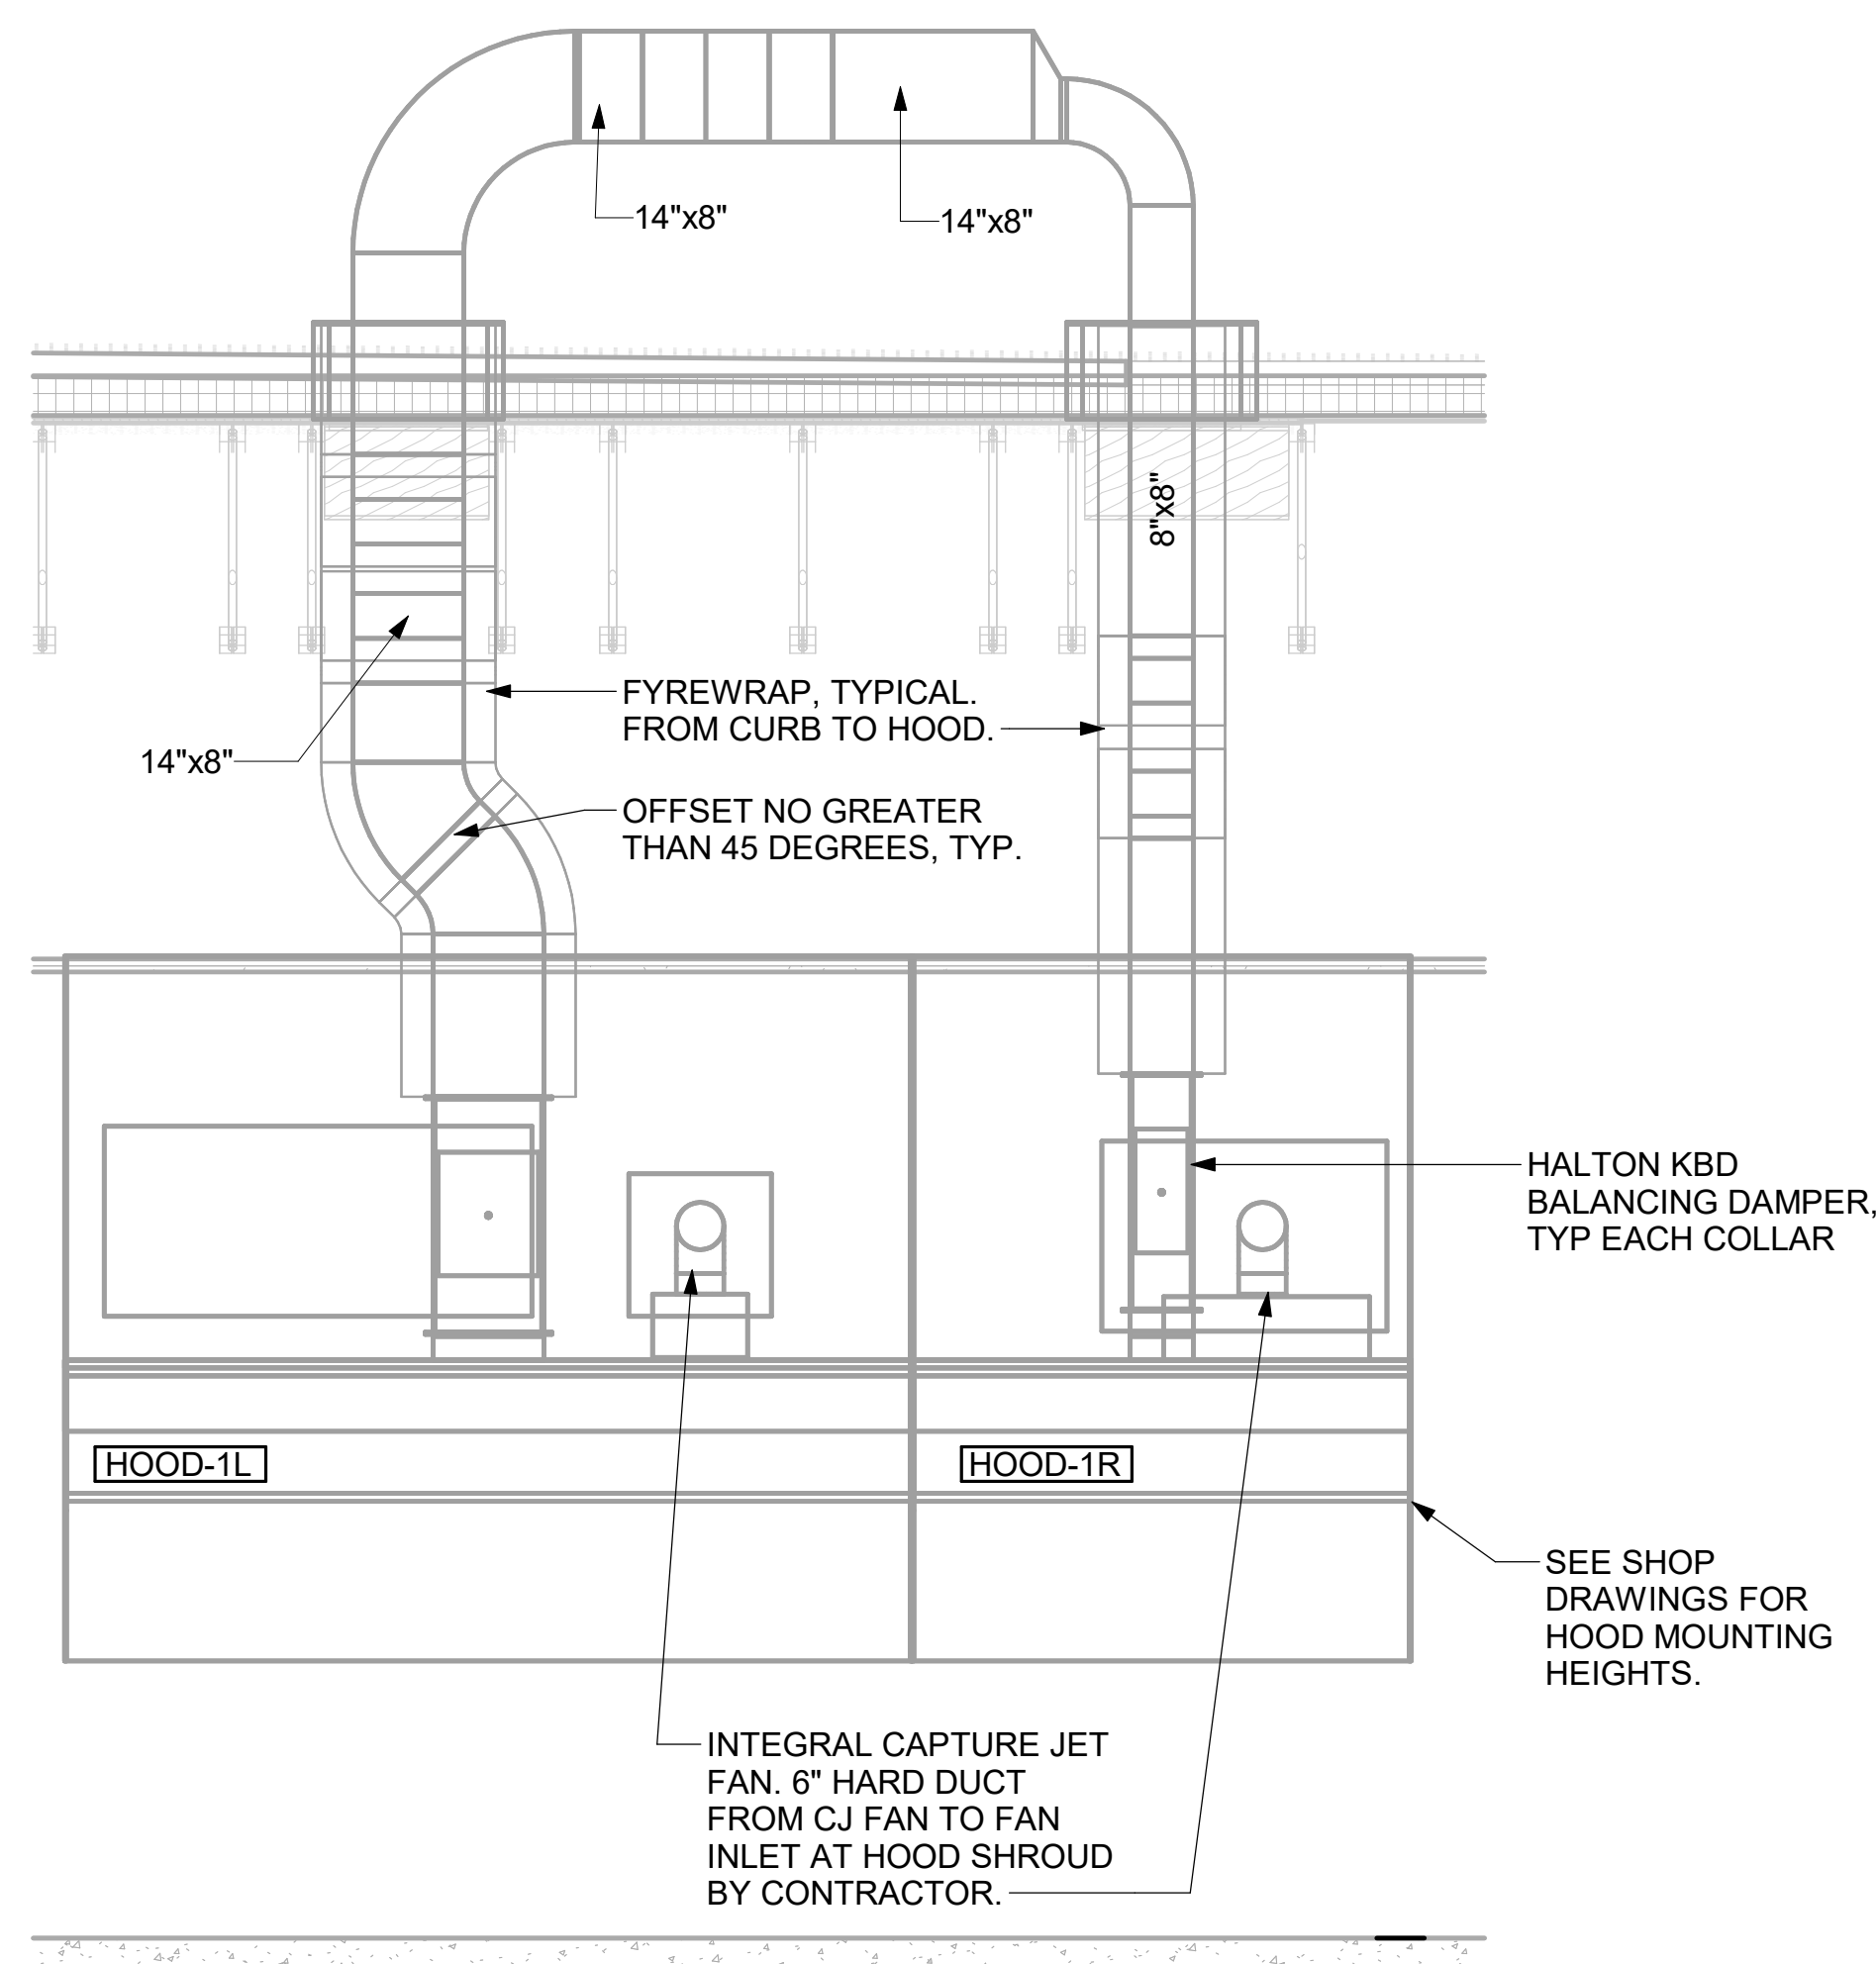 14"x8"
14"x8"
8"x8"
FYREWRAP, TYPICAL.
FROM CURB TO HOOD.
14"x8"
OFFSET NO GREATER
THAN 45 DEGREES, TYP.
HALTON KBD
BALANCING DAMPER,
TYP EACH COLLAR
HOOD-1L
HOOD-1R
SEE SHOP
DRAWINGS FOR
HOOD MOUNTING
HEIGHTS.
INTEGRAL CAPTURE JET
FAN. 6" HARD DUCT
FROM CJ FAN TO FAN
INLET AT HOOD SHROUD
BY CONTRACTOR.